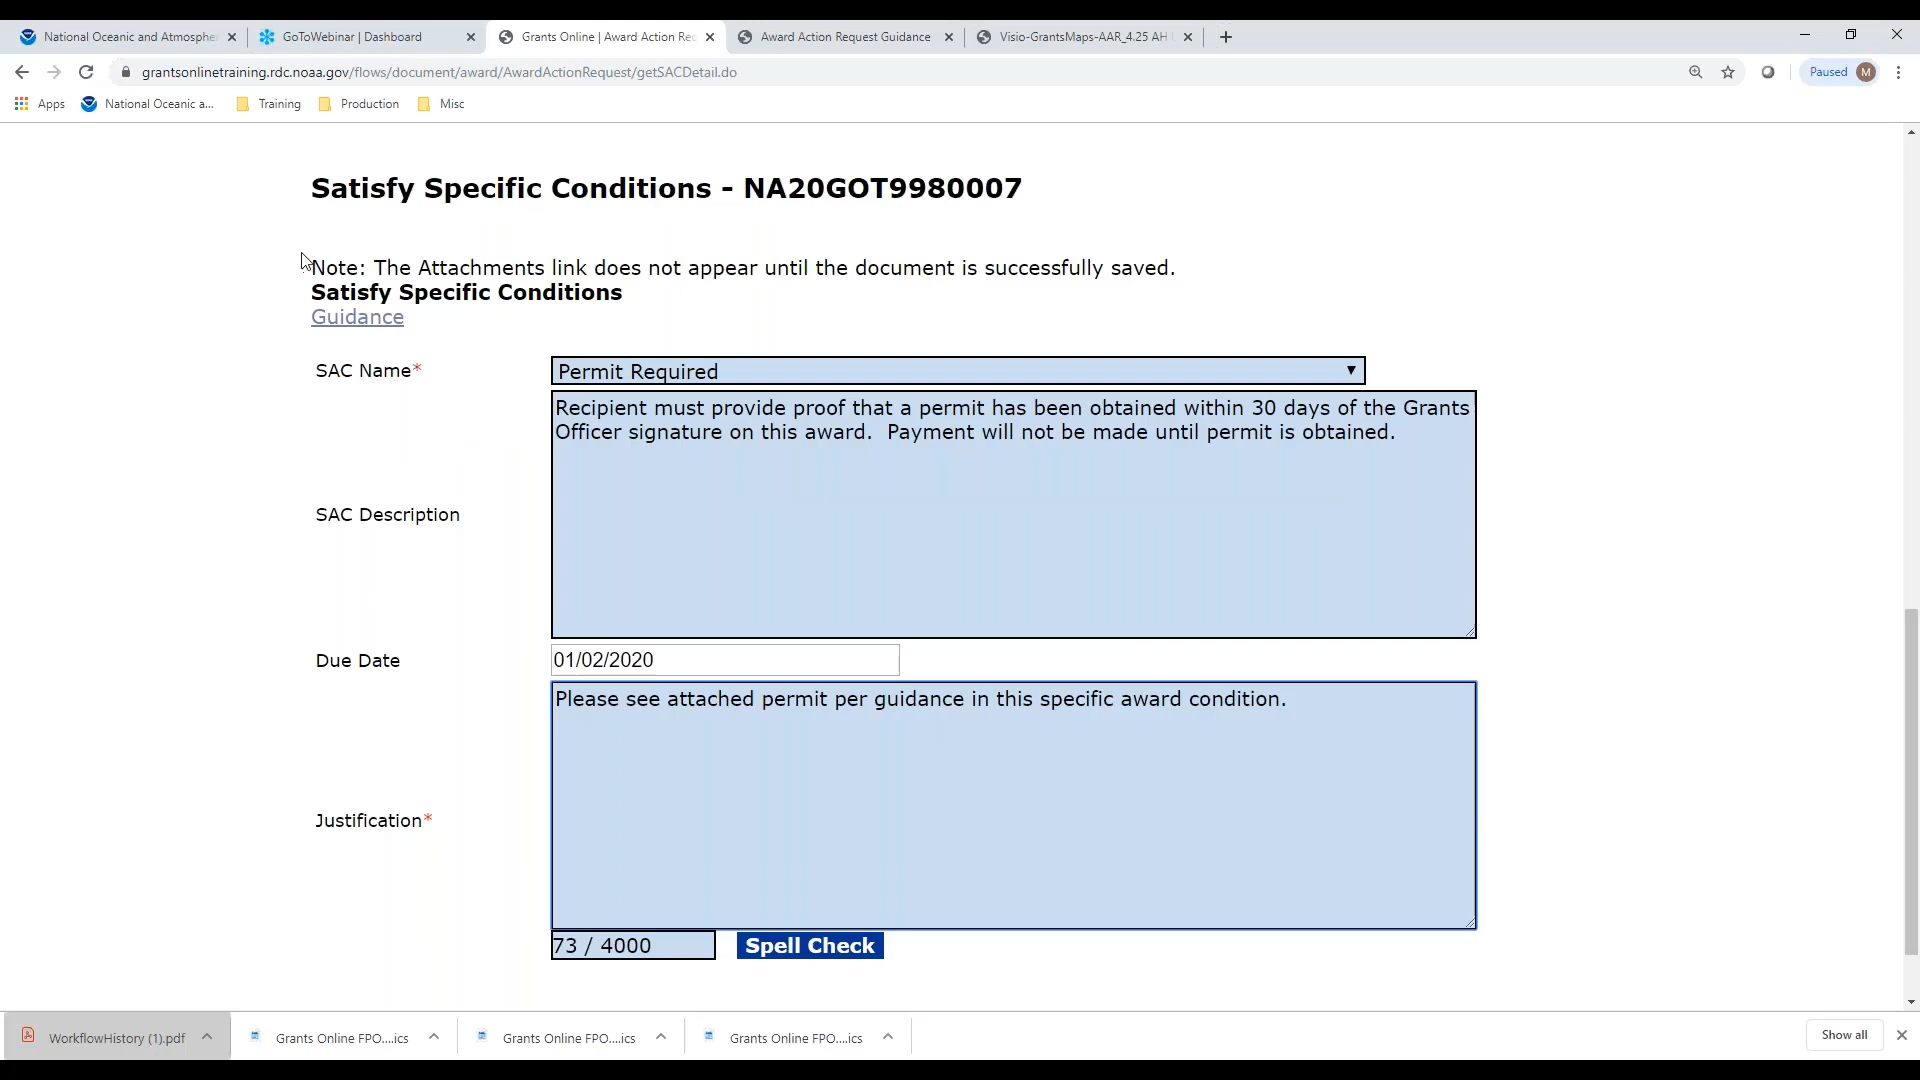 National Oceanic and Atmosphe
GoToWebinar | Dashboard
Grants Online | Award Action Rec
Award Action Request Guidance
Visio-GrantsMaps-AAR_4.25 AH
grantsonlinetraining.rdc.noaa.gov/flows/document/award/AwardActionRequest/getSACDetail.do
Paused
M
Apps
National Oceanic a...
Training
Production
Misc
Satisfy Specific Conditions - NA20GOT9980007
Note: The Attachments link does not appear until the document is successfully saved.
Satisfy Specific Conditions
Guidance
SAC Name*
Permit Required
SAC Description
Recipient must provide proof that a permit has been obtained within 30 days of the Grants
Officer signature on this award.  Payment will not be made until permit is obtained.
Due Date
01/02/2020
Justification*
Please see attached permit per guidance in this specific award condition.
73 / 4000
Spell Check
WorkflowHistory (1).pdf
Grants Online FPO....ics
Grants Online FPO....ics
Grants Online FPO....ics
Show all